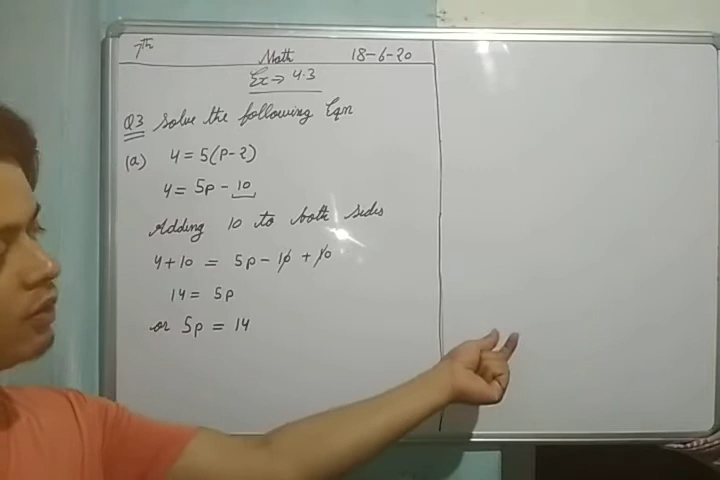 7th Math 18-6-20
Ex → 4.3
Q3 Solve the following Eqn
(a) 4 = 5(P-2)
4 = 5P - 10
Adding 10 to both sides
4+10 = 5P - 10 + 10
14 = 5P
or 5P = 14